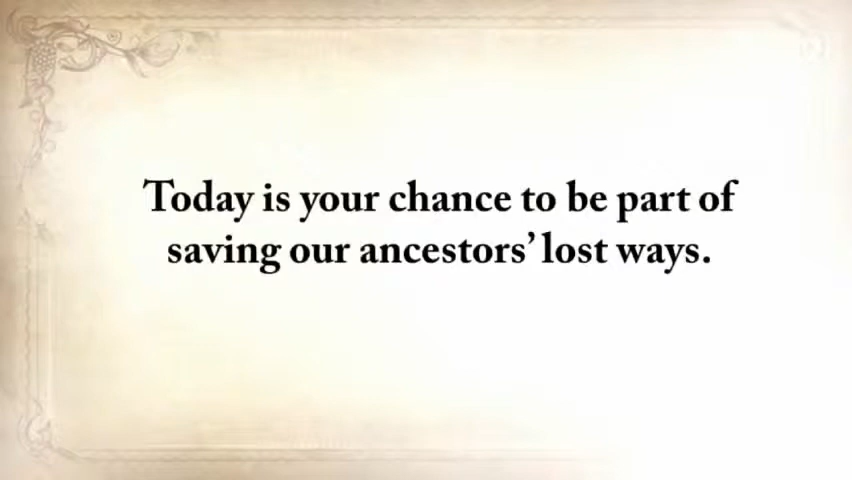 Today is your chance to be part of
saving our ancestors’ lost ways.